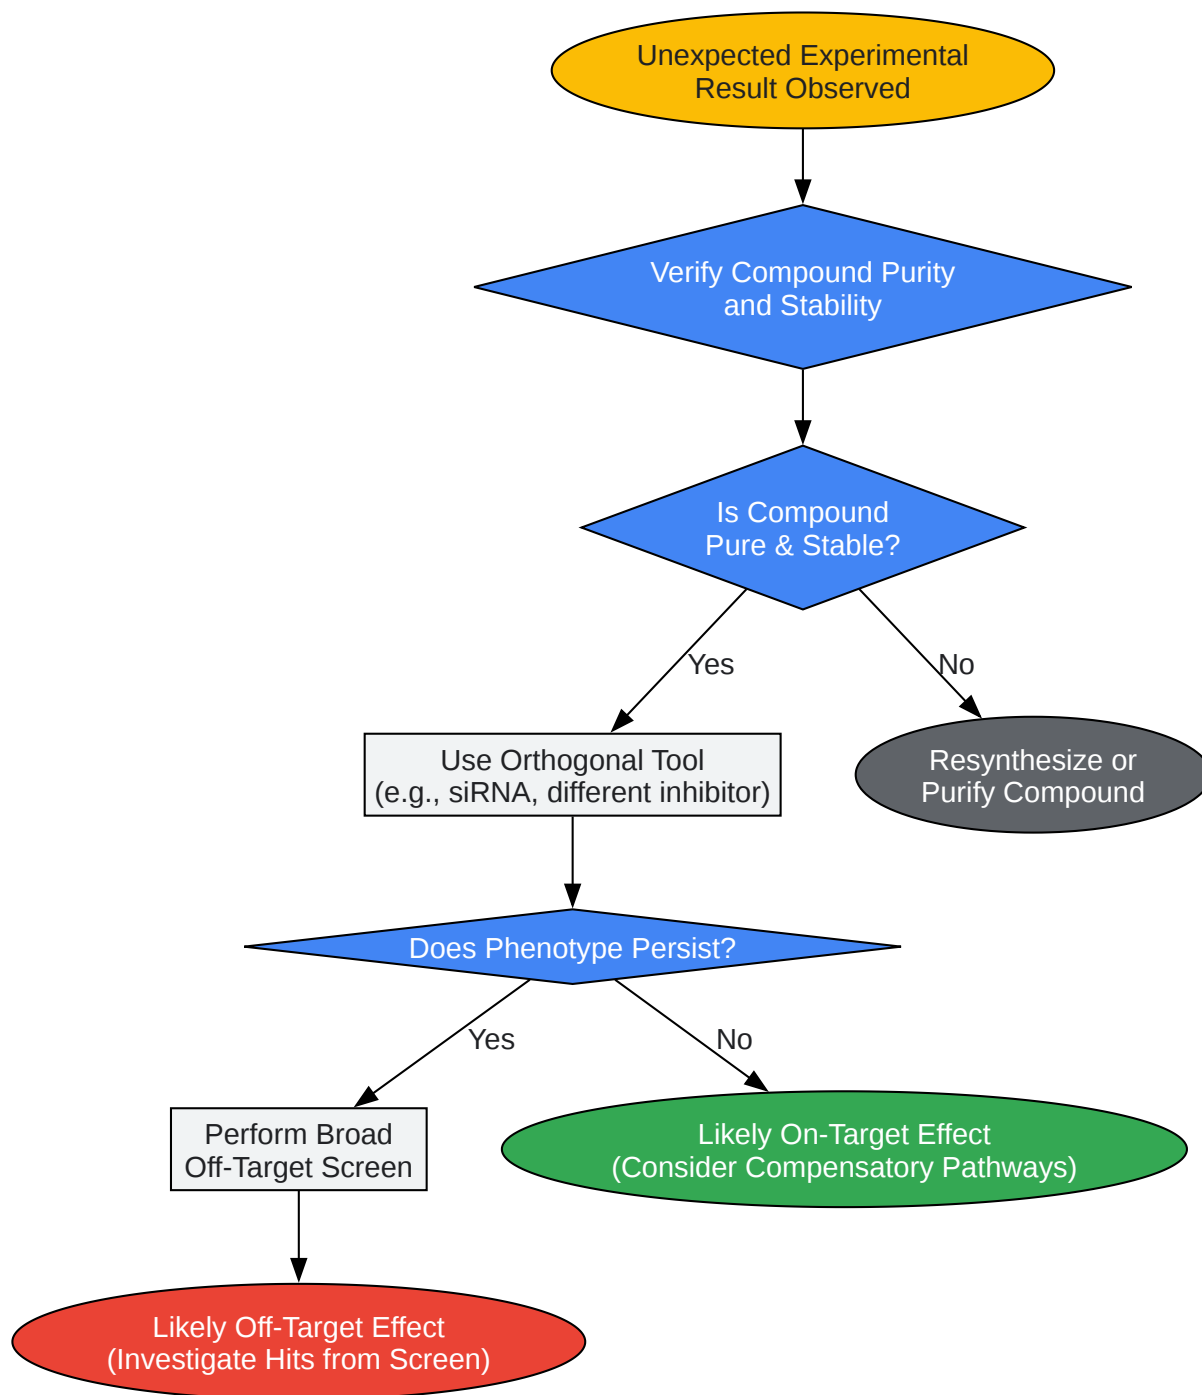 Unexpected Experimental
Result Observed
Verify Compound Purity
and Stability
Is Compound
Pure & Stable?
Yes
No
Use Orthogonal Tool
(e.g., siRNA, different inhibitor)
Resynthesize or
Purify Compound
Does Phenotype Persist?
Yes
No
Perform Broad
Off-Target Screen
Likely On-Target Effect
(Consider Compensatory Pathways)
Likely Off-Target Effect
(Investigate Hits from Screen)